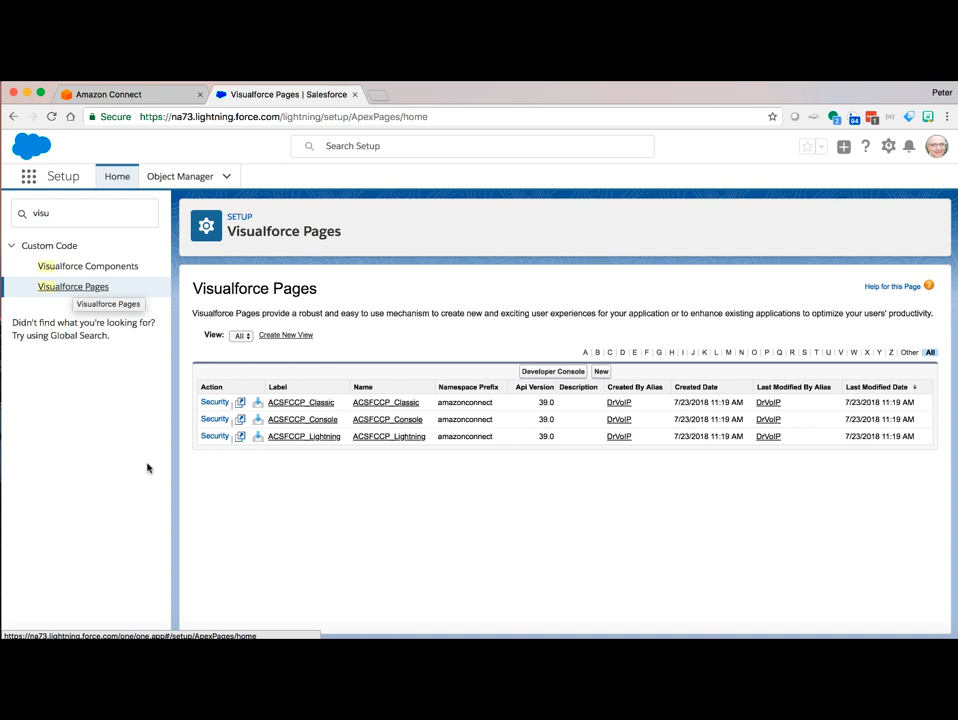 Amazon Connect
Visualforce Pages | Salesforce
Peter
Secure https://na73.lightning.force.com/lightning/setup/ApexPages/home
Search Setup
Setup Home Object Manager
visu
Custom Code
Visualforce Components
Visualforce Pages
Visualforce Pages
Didn't find what you're looking for?
Try using Global Search.
SETUP
Visualforce Pages
Visualforce Pages
Help for this Page ?
Visualforce Pages provide a robust and easy to use mechanism to create new and exciting user experiences for your application or to enhance existing applications to optimize your users' productivity.
View: All Create New View
A | B | C | D | E | F | G | H | I | J | K | L | M | N | O | P | Q | R | S | T | U | V | W | X | Y | Z | Other All
Developer Console New
Action Label Name Namespace Prefix Api Version Description Created By Alias Created Date Last Modified By Alias Last Modified Date
Security ACSFCCP_Classic ACSFCCP_Classic amazonconnect 39.0 DrVoIP 7/23/2018 11:19 AM DrVoIP 7/23/2018 11:19 AM
Security ACSFCCP_Console ACSFCCP_Console amazonconnect 39.0 DrVoIP 7/23/2018 11:19 AM DrVoIP 7/23/2018 11:19 AM
Security ACSFCCP_Lightning ACSFCCP_Lightning amazonconnect 39.0 DrVoIP 7/23/2018 11:19 AM DrVoIP 7/23/2018 11:19 AM
https://na73.lightning.force.com/one/one.app#/setup/ApexPages/home